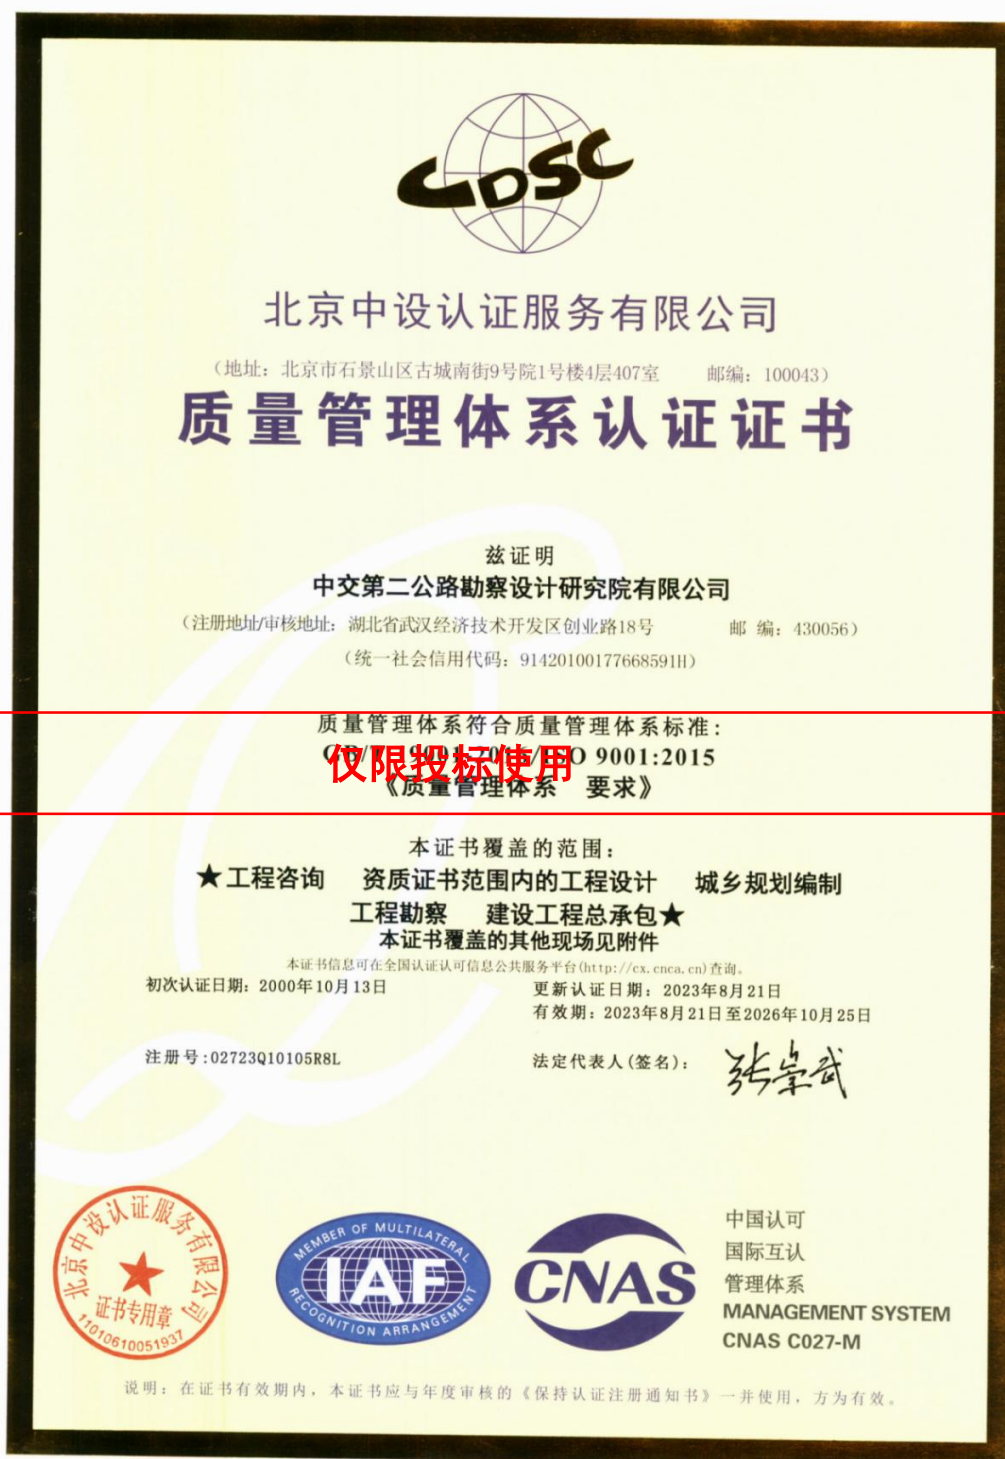 CDSC
北京中设认证服务有限公司
（地址：北京市石景山区古城南街9号院1号楼4层407室 邮编：100043）
质量管理体系认证证书
兹证明
中交第二公路勘察设计研究院有限公司
（注册地址/审核地址：湖北省武汉经济技术开发区创业路18号 邮 编：430056）
（统一社会信用代码：91420100177668591H）
质量管理体系符合质量管理体系标准：
GB/T 19001-2016/ISO 9001:2015
仅限投标使用
《质量管理体系 要求》
本证书覆盖的范围：
★工程咨询 资质证书范围内的工程设计 城乡规划编制
工程勘察 建设工程总承包★
本证书覆盖的其他现场见附件
本证书信息可在全国认证认可信息公共服务平台(http://cx.cnca.cn)查询。
初次认证日期：2000年10月13日
更新认证日期：2023年8月21日
有效期：2023年8月21日至2026年10月25日
注册号:02723Q10105R8L
法定代表人(签名)：张崇武
北京中设认证服务有限公司
证书专用章
11010610051937
MEMBER OF MULTILATERAL
IAF
RECOGNITION ARRANGEMENT
CNAS
中国认可
国际互认
管理体系
MANAGEMENT SYSTEM
CNAS C027-M
说明：在证书有效期内，本证书应与年度审核的《保持认证注册通知书》一并使用，方为有效。